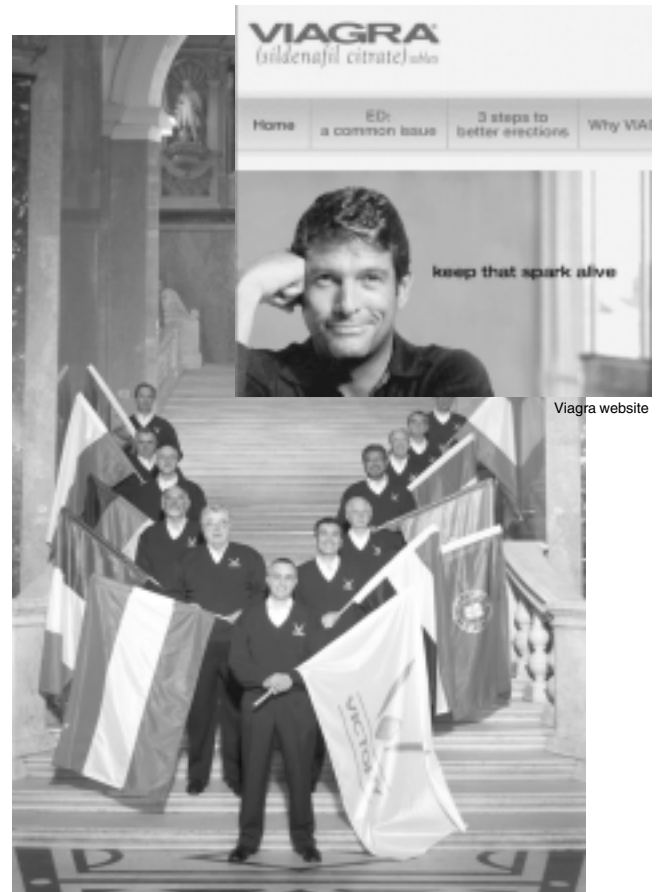 VIAGRA
(sildenafil citrate) tablets
Home
ED:
a common issue
3 steps to
better erections
Why VIA
keep that spark alive
Viagra website